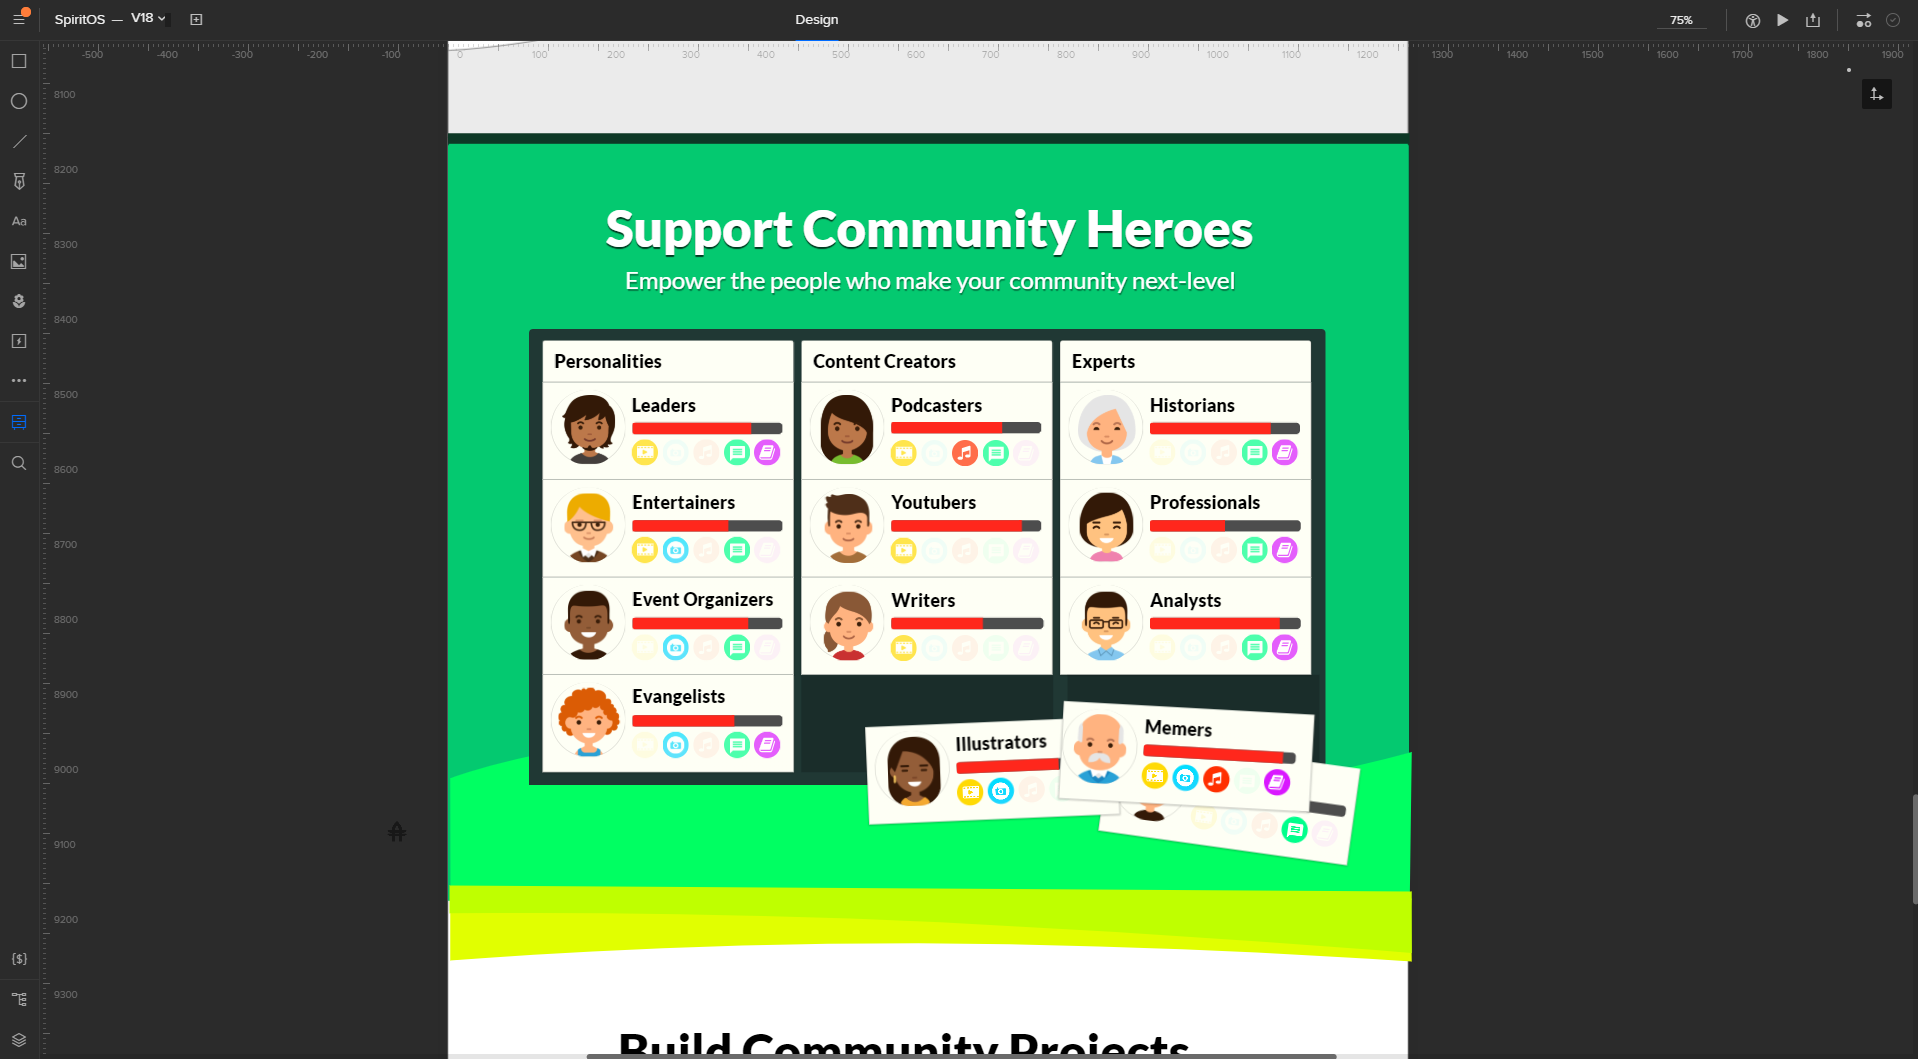 SpiritOS — V18
Design
75%
-500 -400 -300 -200 -100 0 100 200 300 400 500 600 700 800 900 1000 1100 1200 1300 1400 1500 1600 1700 1800 1900
8100
8200
8300
8400
8500
8600
8700
8800
8900
9000
9100
9200
9300
Aa
{$}
Support Community Heroes
Empower the people who make your community next-level
Personalities
Leaders
Entertainers
Event Organizers
Evangelists
Content Creators
Podcasters
Youtubers
Writers
Experts
Historians
Professionals
Analysts
Illustrators
Memers
Build Community Projects